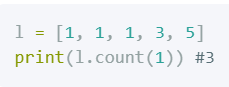 l = [1, 1, 1, 3, 5]
print(l.count(1)) #3